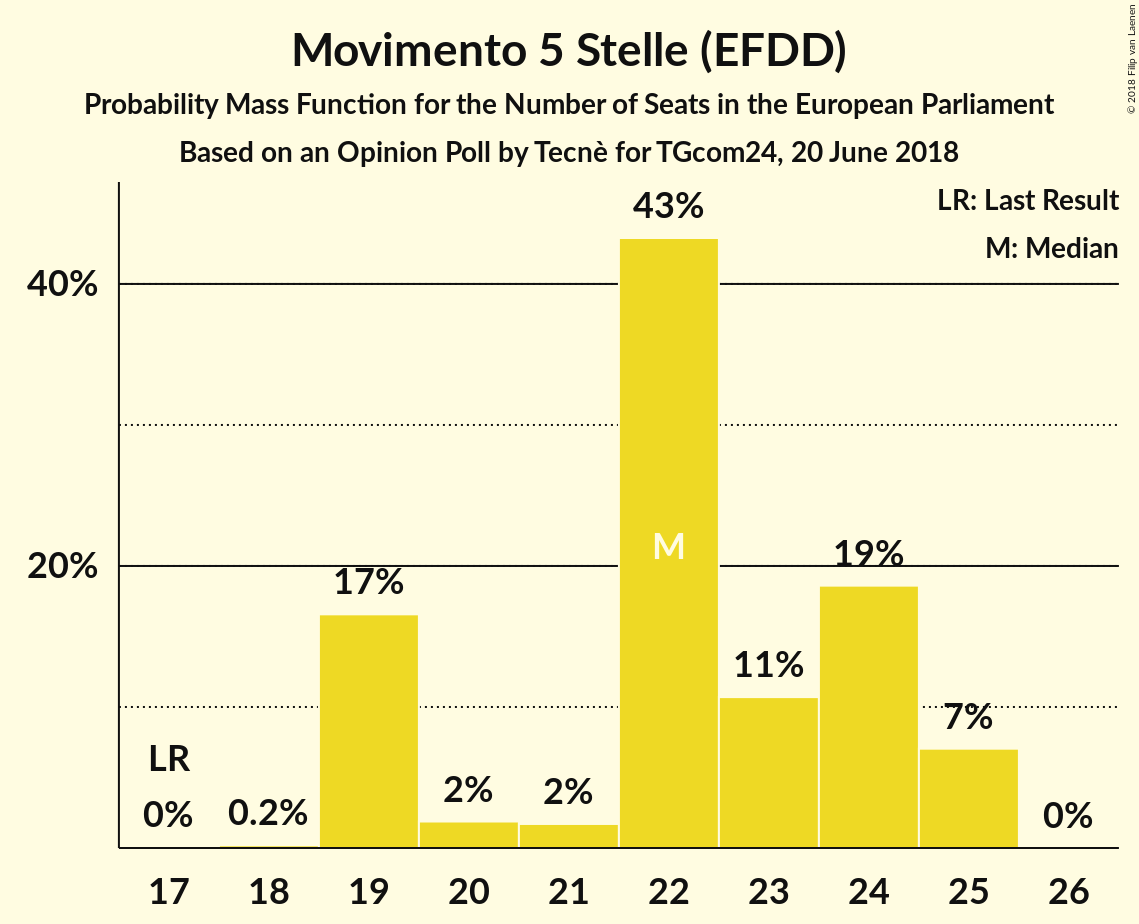 Movimento 5 Stelle (EFDD)
Probability Mass Function for the Number of Seats in the European Parliament
Based on an Opinion Poll by Tecnè for TGcom24, 20 June 2018
© 2018 Filip van Laenen
LR: Last Result
M: Median
43%
40%
M
20%
19%
17%
11%
7%
LR
2%
2%
0%
0.2%
0%
17 18 19 20 21 22 23 24 25 26